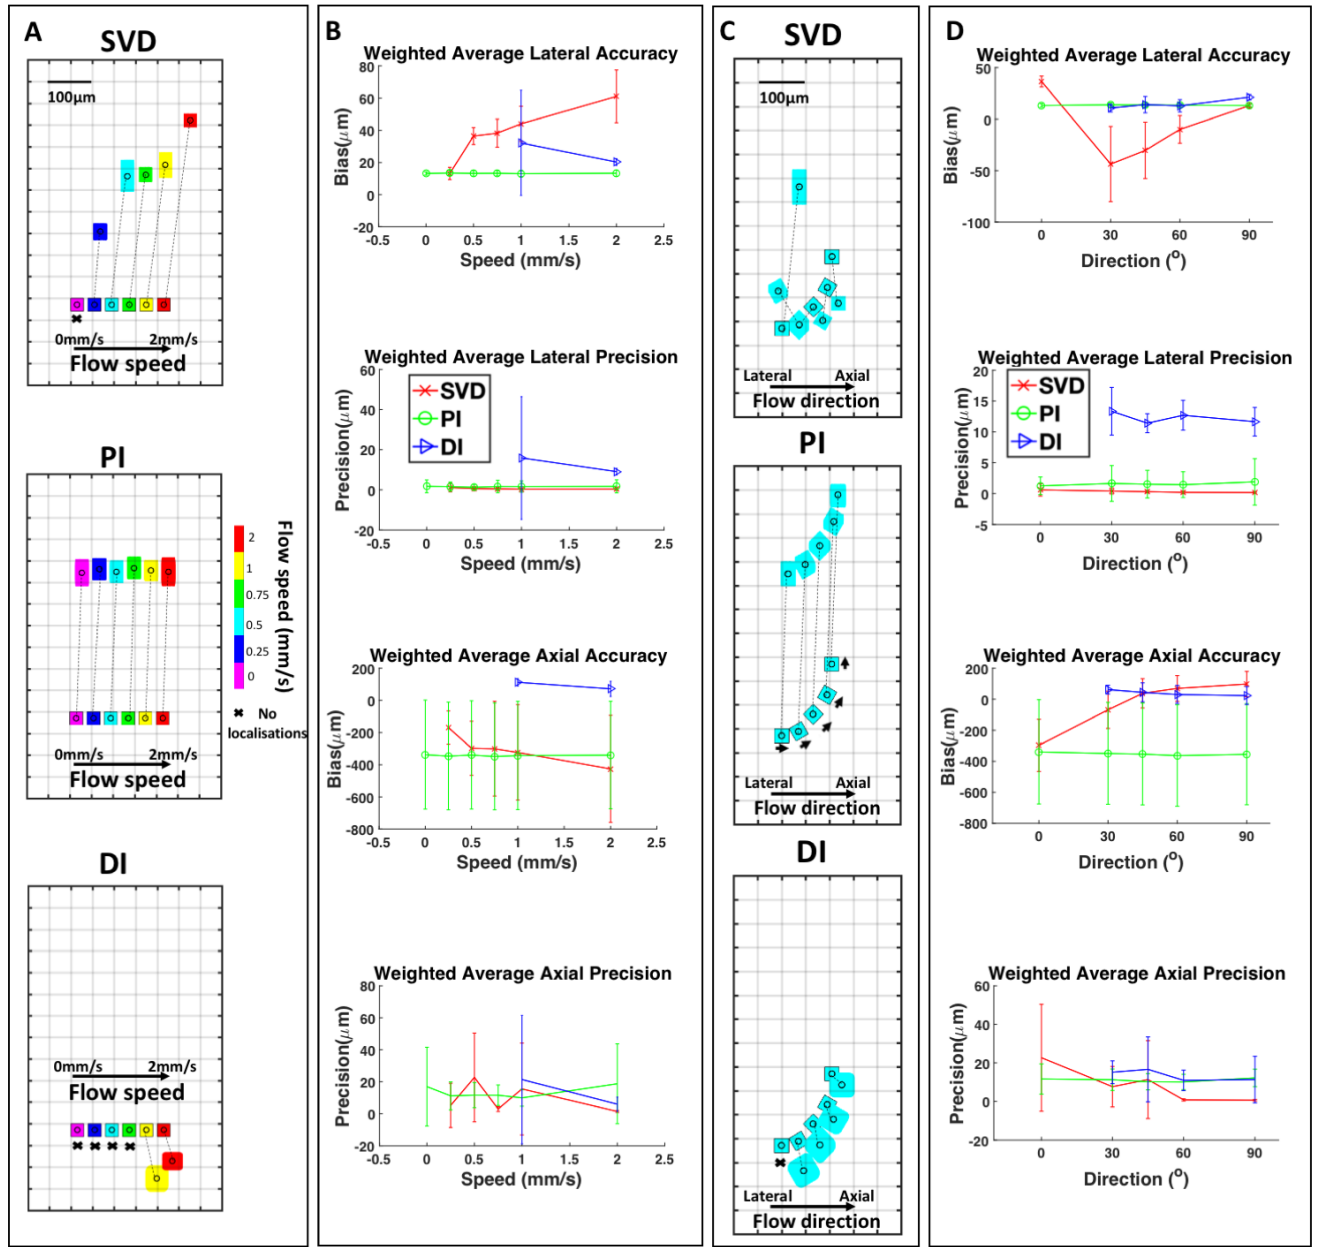 A
SVD
100μm
0mm/s 2mm/s
Flow speed
PI
0mm/s 2mm/s
Flow speed
Flow speed (mm/s)
2
1
0.75
0.5
0.25
0
No
localisations
DI
0mm/s 2mm/s
Flow speed
B
Weighted Average Lateral Accuracy
Bias(μm)
80
60
40
20
0
-20
-0.5 0 0.5 1 1.5 2 2.5
Speed (mm/s)
Weighted Average Lateral Precision
Precision(μm)
60
40
20
0
-20
SVD
PI
DI
-0.5 0 0.5 1 1.5 2 2.5
Speed (mm/s)
Weighted Average Axial Accuracy
Bias(μm)
200
0
-200
-400
-600
-800
-0.5 0 0.5 1 1.5 2 2.5
Speed (mm/s)
Weighted Average Axial Precision
Precision(μm)
80
60
40
20
0
-20
-0.5 0 0.5 1 1.5 2 2.5
Speed (mm/s)
C
SVD
100μm
Lateral Axial
Flow direction
PI
Lateral Axial
Flow direction
DI
Lateral Axial
Flow direction
D
Weighted Average Lateral Accuracy
Bias(μm)
50
0
-50
-100
0 30 60 90
Direction (o)
Weighted Average Lateral Precision
Precision(μm)
20
15
10
5
0
-5
SVD
PI
DI
0 30 60 90
Direction (o)
Weighted Average Axial Accuracy
Bias(μm)
200
0
-200
-400
-600
-800
0 30 60 90
Direction (o)
Weighted Average Axial Precision
Precision(μm)
60
40
20
0
-20
0 30 60 90
Direction (o)